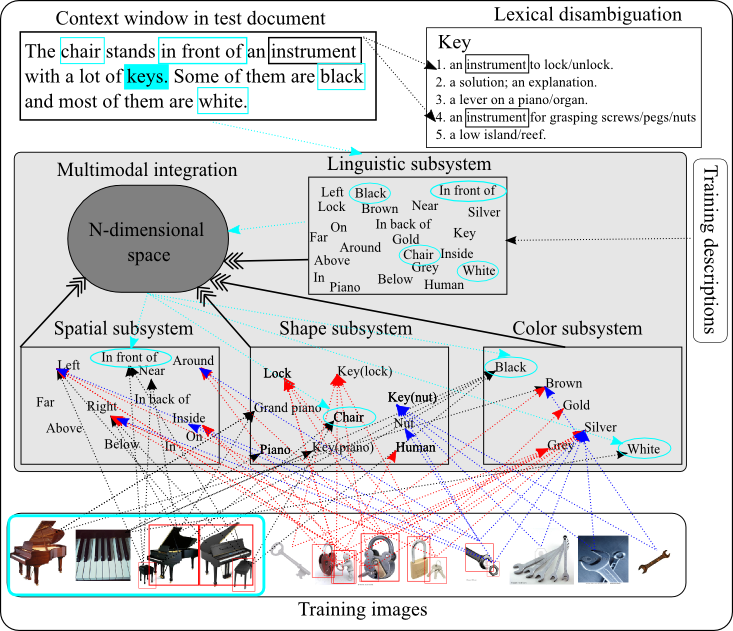 Context window in test document
The chair stands in front of an instrument
with a lot of keys. Some of them are black
and most of them are white.
Lexical disambiguation
Key
1. an instrument to lock/unlock.
2. a solution; an explanation.
3. a lever on a piano/organ.
4. an instrument for grasping screws/pegs/nuts
5. a low island/reef.
Multimodal integration
N-dimensional
space
Linguistic subsystem
Left Black In front of
Lock Brown Near Silver
On In back of Key
Far Around Gold
Above Chair Inside
In Grey White
Piano Below Human
Training descriptions
Spatial subsystem
Left In front of Around
Near
Far In back of
Right Inside
Above On
Below In
Shape subsystem
Lock Key(lock)
Grand piano Chair Key(nut)
Nut
Piano Key(piano) Human
Color subsystem
Black
Brown
Gold
Silver
Grey White
Training images